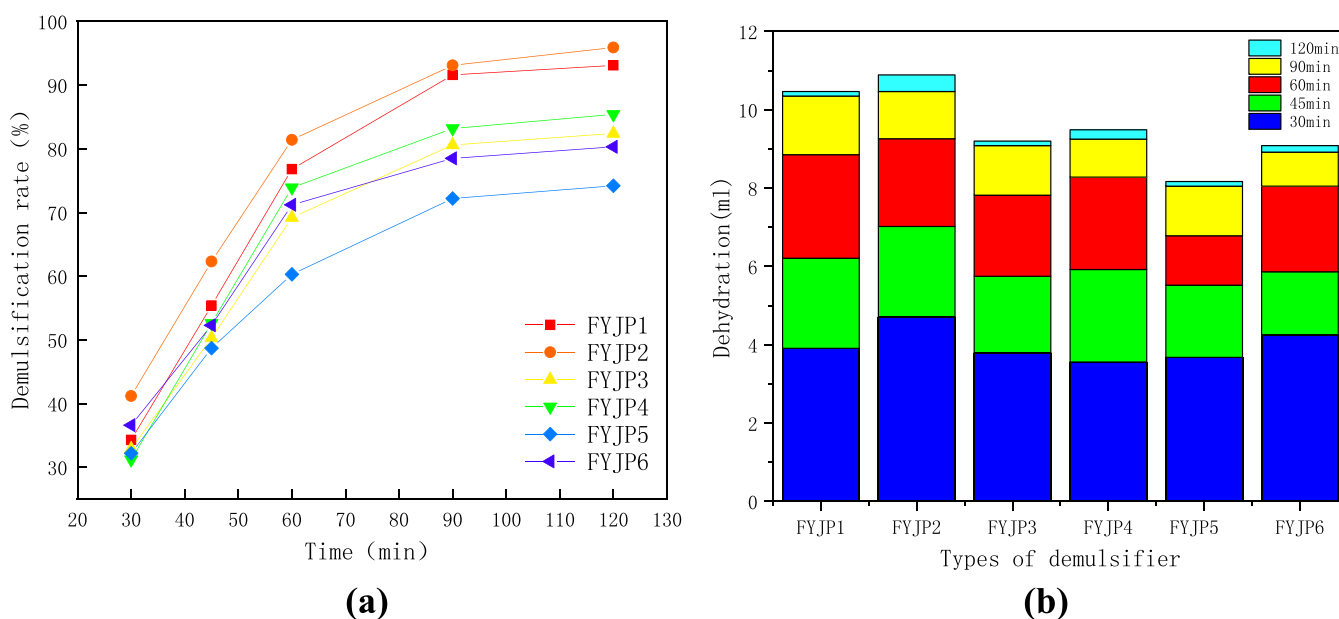 100
90
80
70
60
50
40
30
Demulsification rate (%)
FYJP1
FYJP2
FYJP3
FYJP4
FYJP5
FYJP6
20 30 40 50 60 70 80 90 100 110 120 130
Time (min)
(a)
12
10
8
6
4
2
0
Dehydration(ml)
120min
90min
60min
45min
30min
FYJP1 FYJP2 FYJP3 FYJP4 FYJP5 FYJP6
Types of demulsifier
(b)